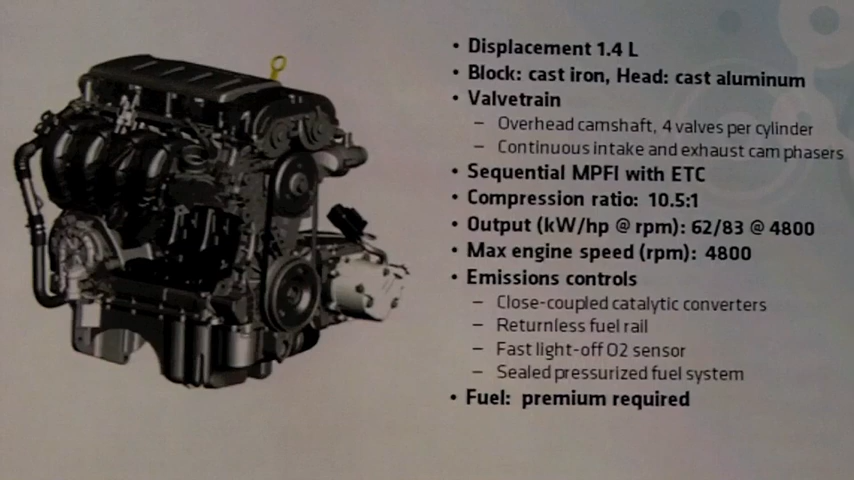 • Displacement 1.4 L
• Block: cast iron, Head: cast aluminum
• Valvetrain
– Overhead camshaft, 4 valves per cylinder
– Continuous intake and exhaust cam phasers
• Sequential MPFI with ETC
• Compression ratio: 10.5:1
• Output (kW/hp @ rpm): 62/83 @ 4800
• Max engine speed (rpm): 4800
• Emissions controls
– Close-coupled catalytic converters
– Returnless fuel rail
– Fast light-off O2 sensor
– Sealed pressurized fuel system
• Fuel: premium required